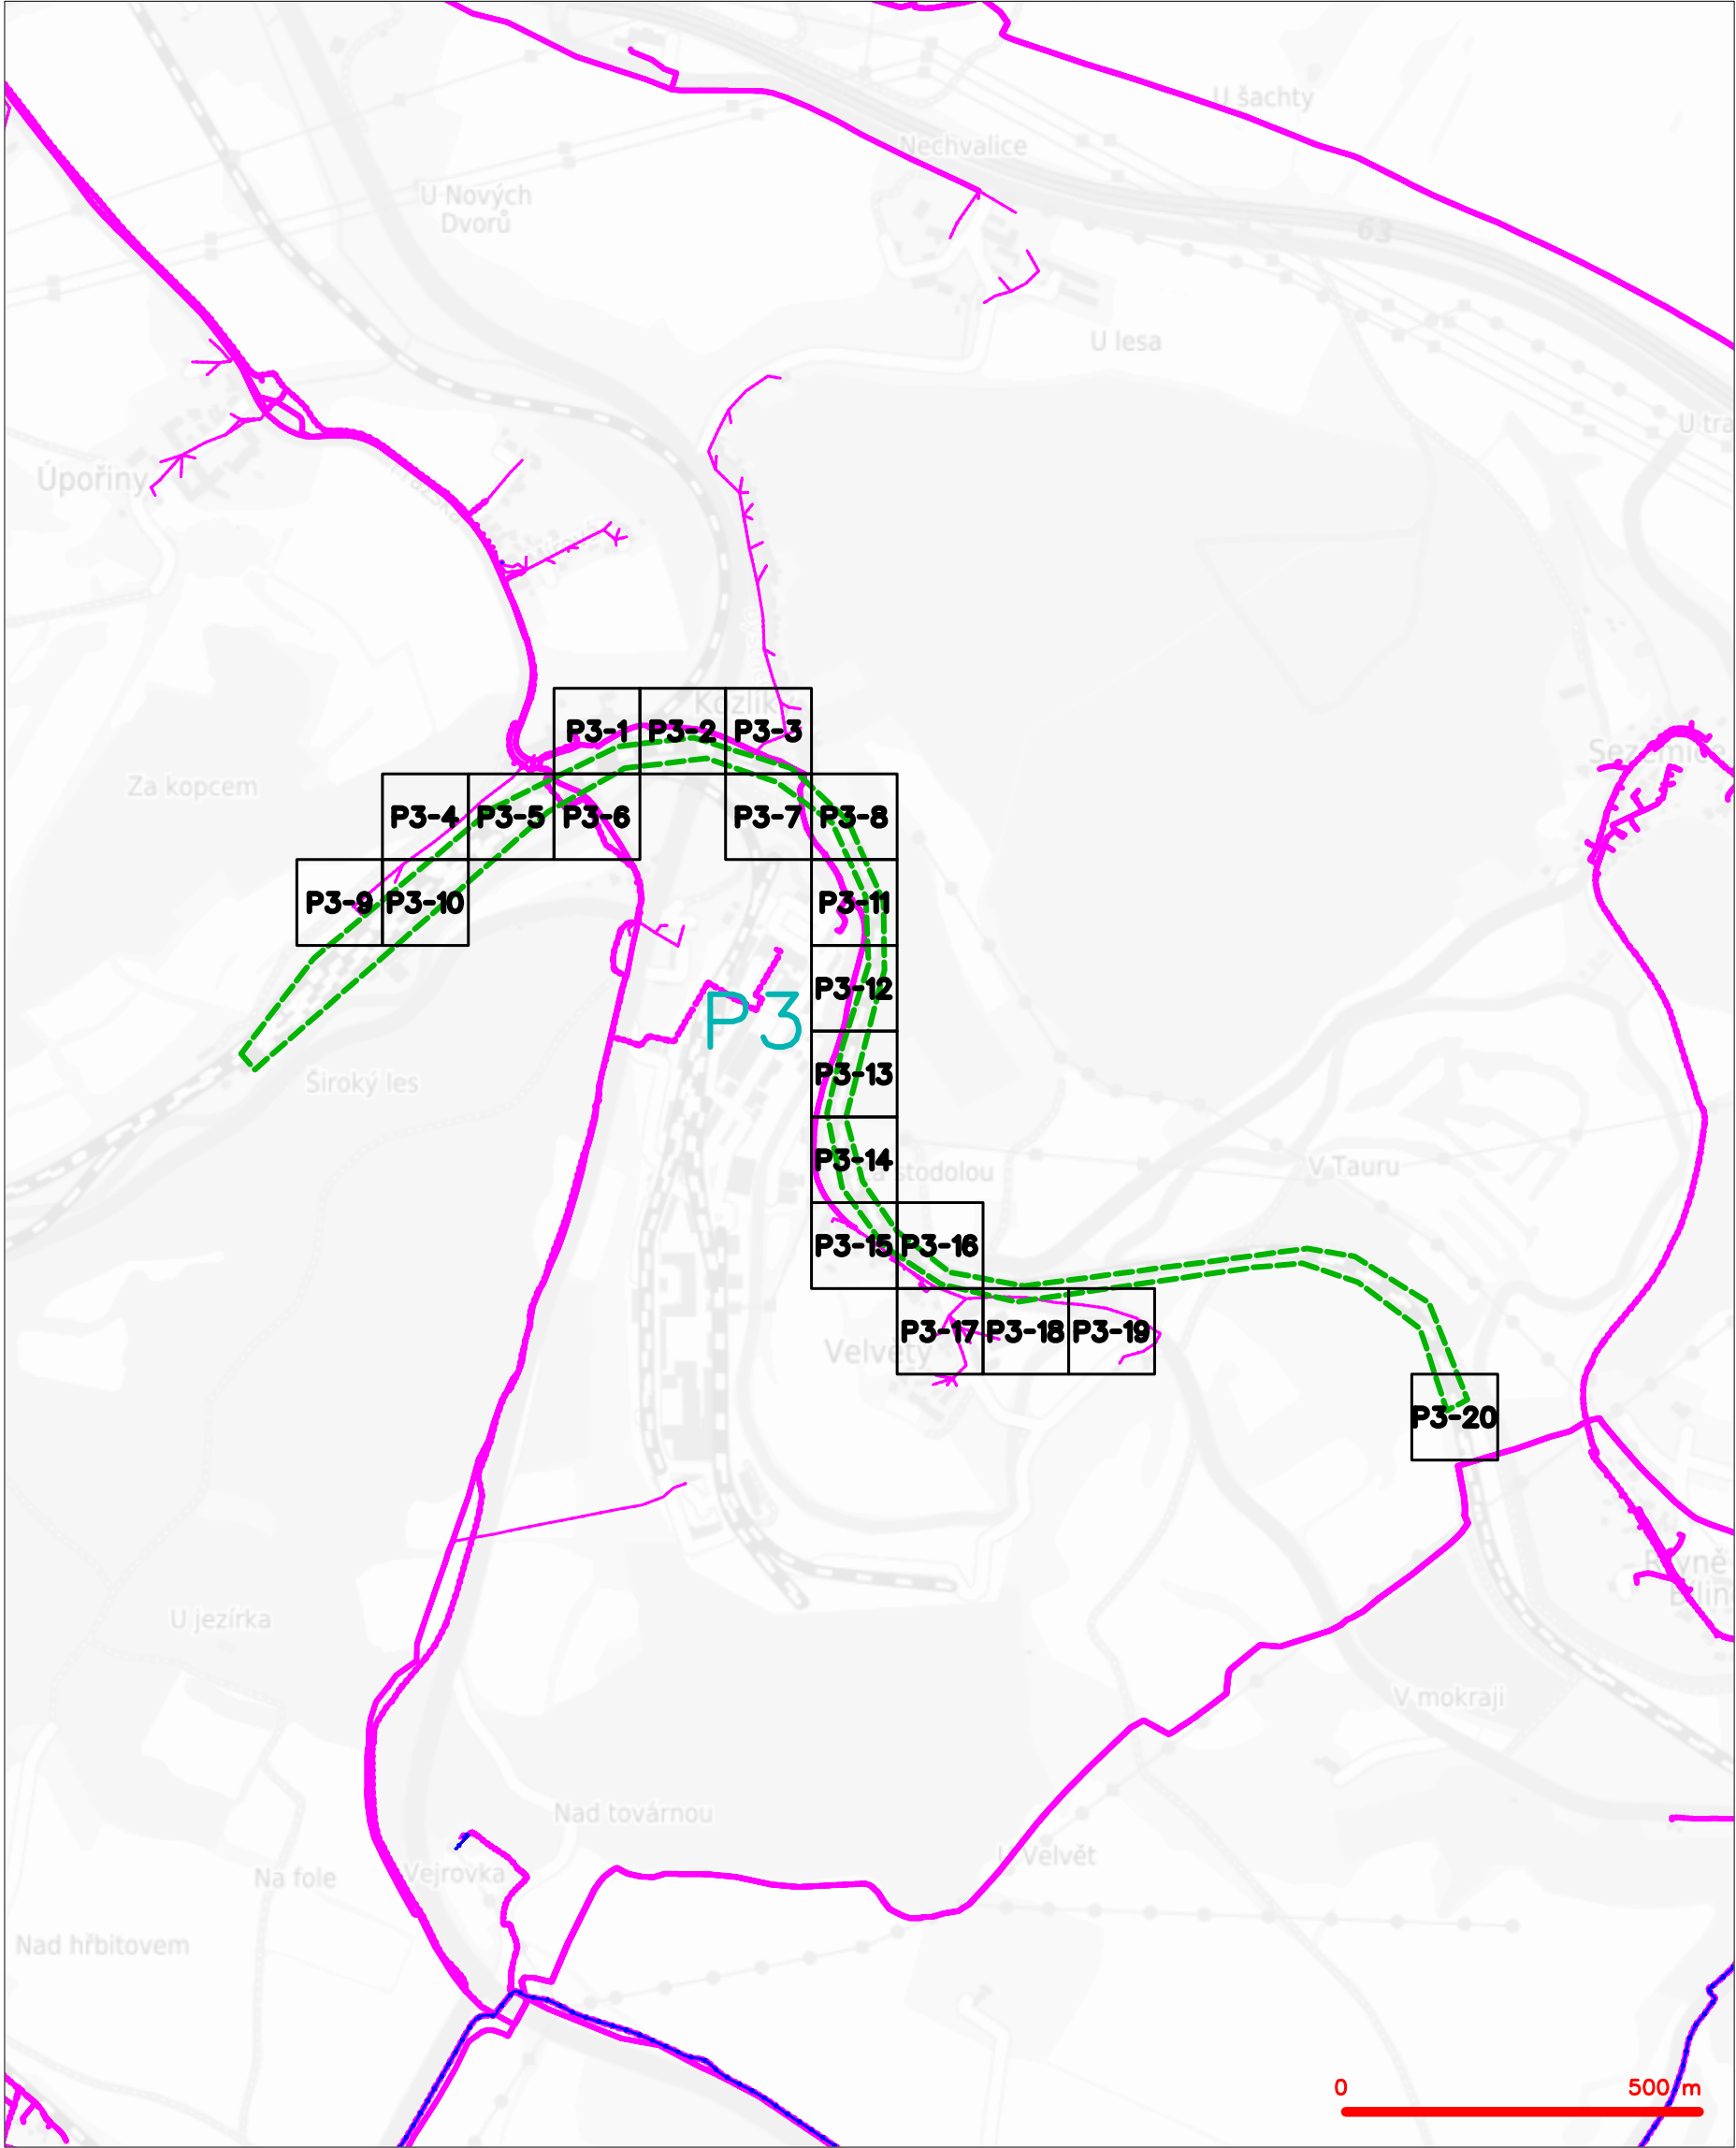 U šachty
Nechvalice
U Nových
Dvorů
63
U lesa
U tra
Úpořiny
Kozlíky
P3-1
P3-2
P3-3
Sezemice
Za kopcem
P3-4
P3-5
P3-6
P3-7
P3-8
P3-9
P3-10
P3-11
P3-12
P3
P3-13
Široký les
P3-14
stodolou
V Tauru
P3-15
P3-16
P3-17
P3-18
P3-19
Velvěty
P3-20
U jezírka
V mokraji
Nad továrnou
U Velvět
Vejrovka
Na fole
Nad hřbitovem
0
500 m